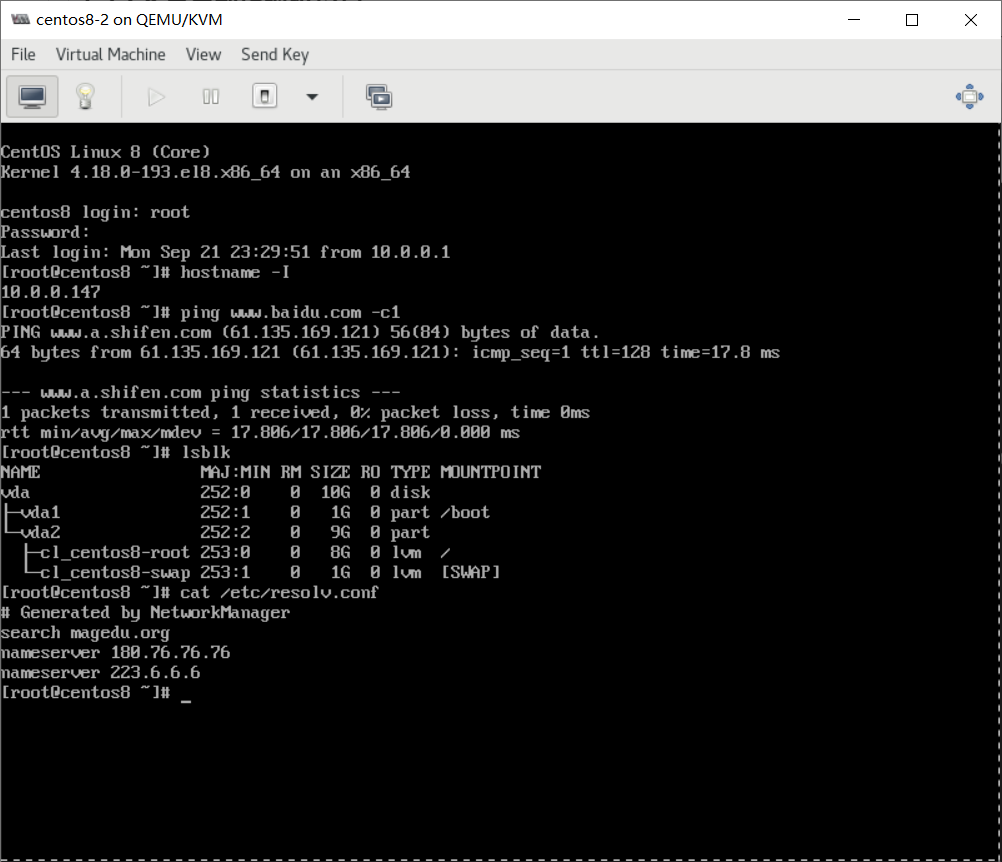 centos8-2 on QEMU/KVM
File Virtual Machine View Send Key
CentOS Linux 8 (Core)
Kernel 4.18.0-193.el8.x86_64 on an x86_64
centos8 login: root
Password:
Last login: Mon Sep 21 23:29:51 from 10.0.0.1
[root@centos8 ~]# hostname -I
10.0.0.147
[root@centos8 ~]# ping www.baidu.com -c1
PING www.a.shifen.com (61.135.169.121) 56(84) bytes of data.
64 bytes from 61.135.169.121 (61.135.169.121): icmp_seq=1 ttl=128 time=17.8 ms
--- www.a.shifen.com ping statistics ---
1 packets transmitted, 1 received, 0% packet loss, time 0ms
rtt min/avg/max/mdev = 17.806/17.806/17.806/0.000 ms
[root@centos8 ~]# lsblk
NAME MAJ:MIN RM SIZE RO TYPE MOUNTPOINT
vda 252:0 0 10G 0 disk
├─vda1 252:1 0 1G 0 part /boot
└─vda2 252:2 0 9G 0 part
  ├─cl_centos8-root 253:0 0 8G 0 lvm /
  └─cl_centos8-swap 253:1 0 1G 0 lvm [SWAP]
[root@centos8 ~]# cat /etc/resolv.conf
# Generated by NetworkManager
search magedu.org
nameserver 180.76.76.76
nameserver 223.6.6.6
[root@centos8 ~]# _